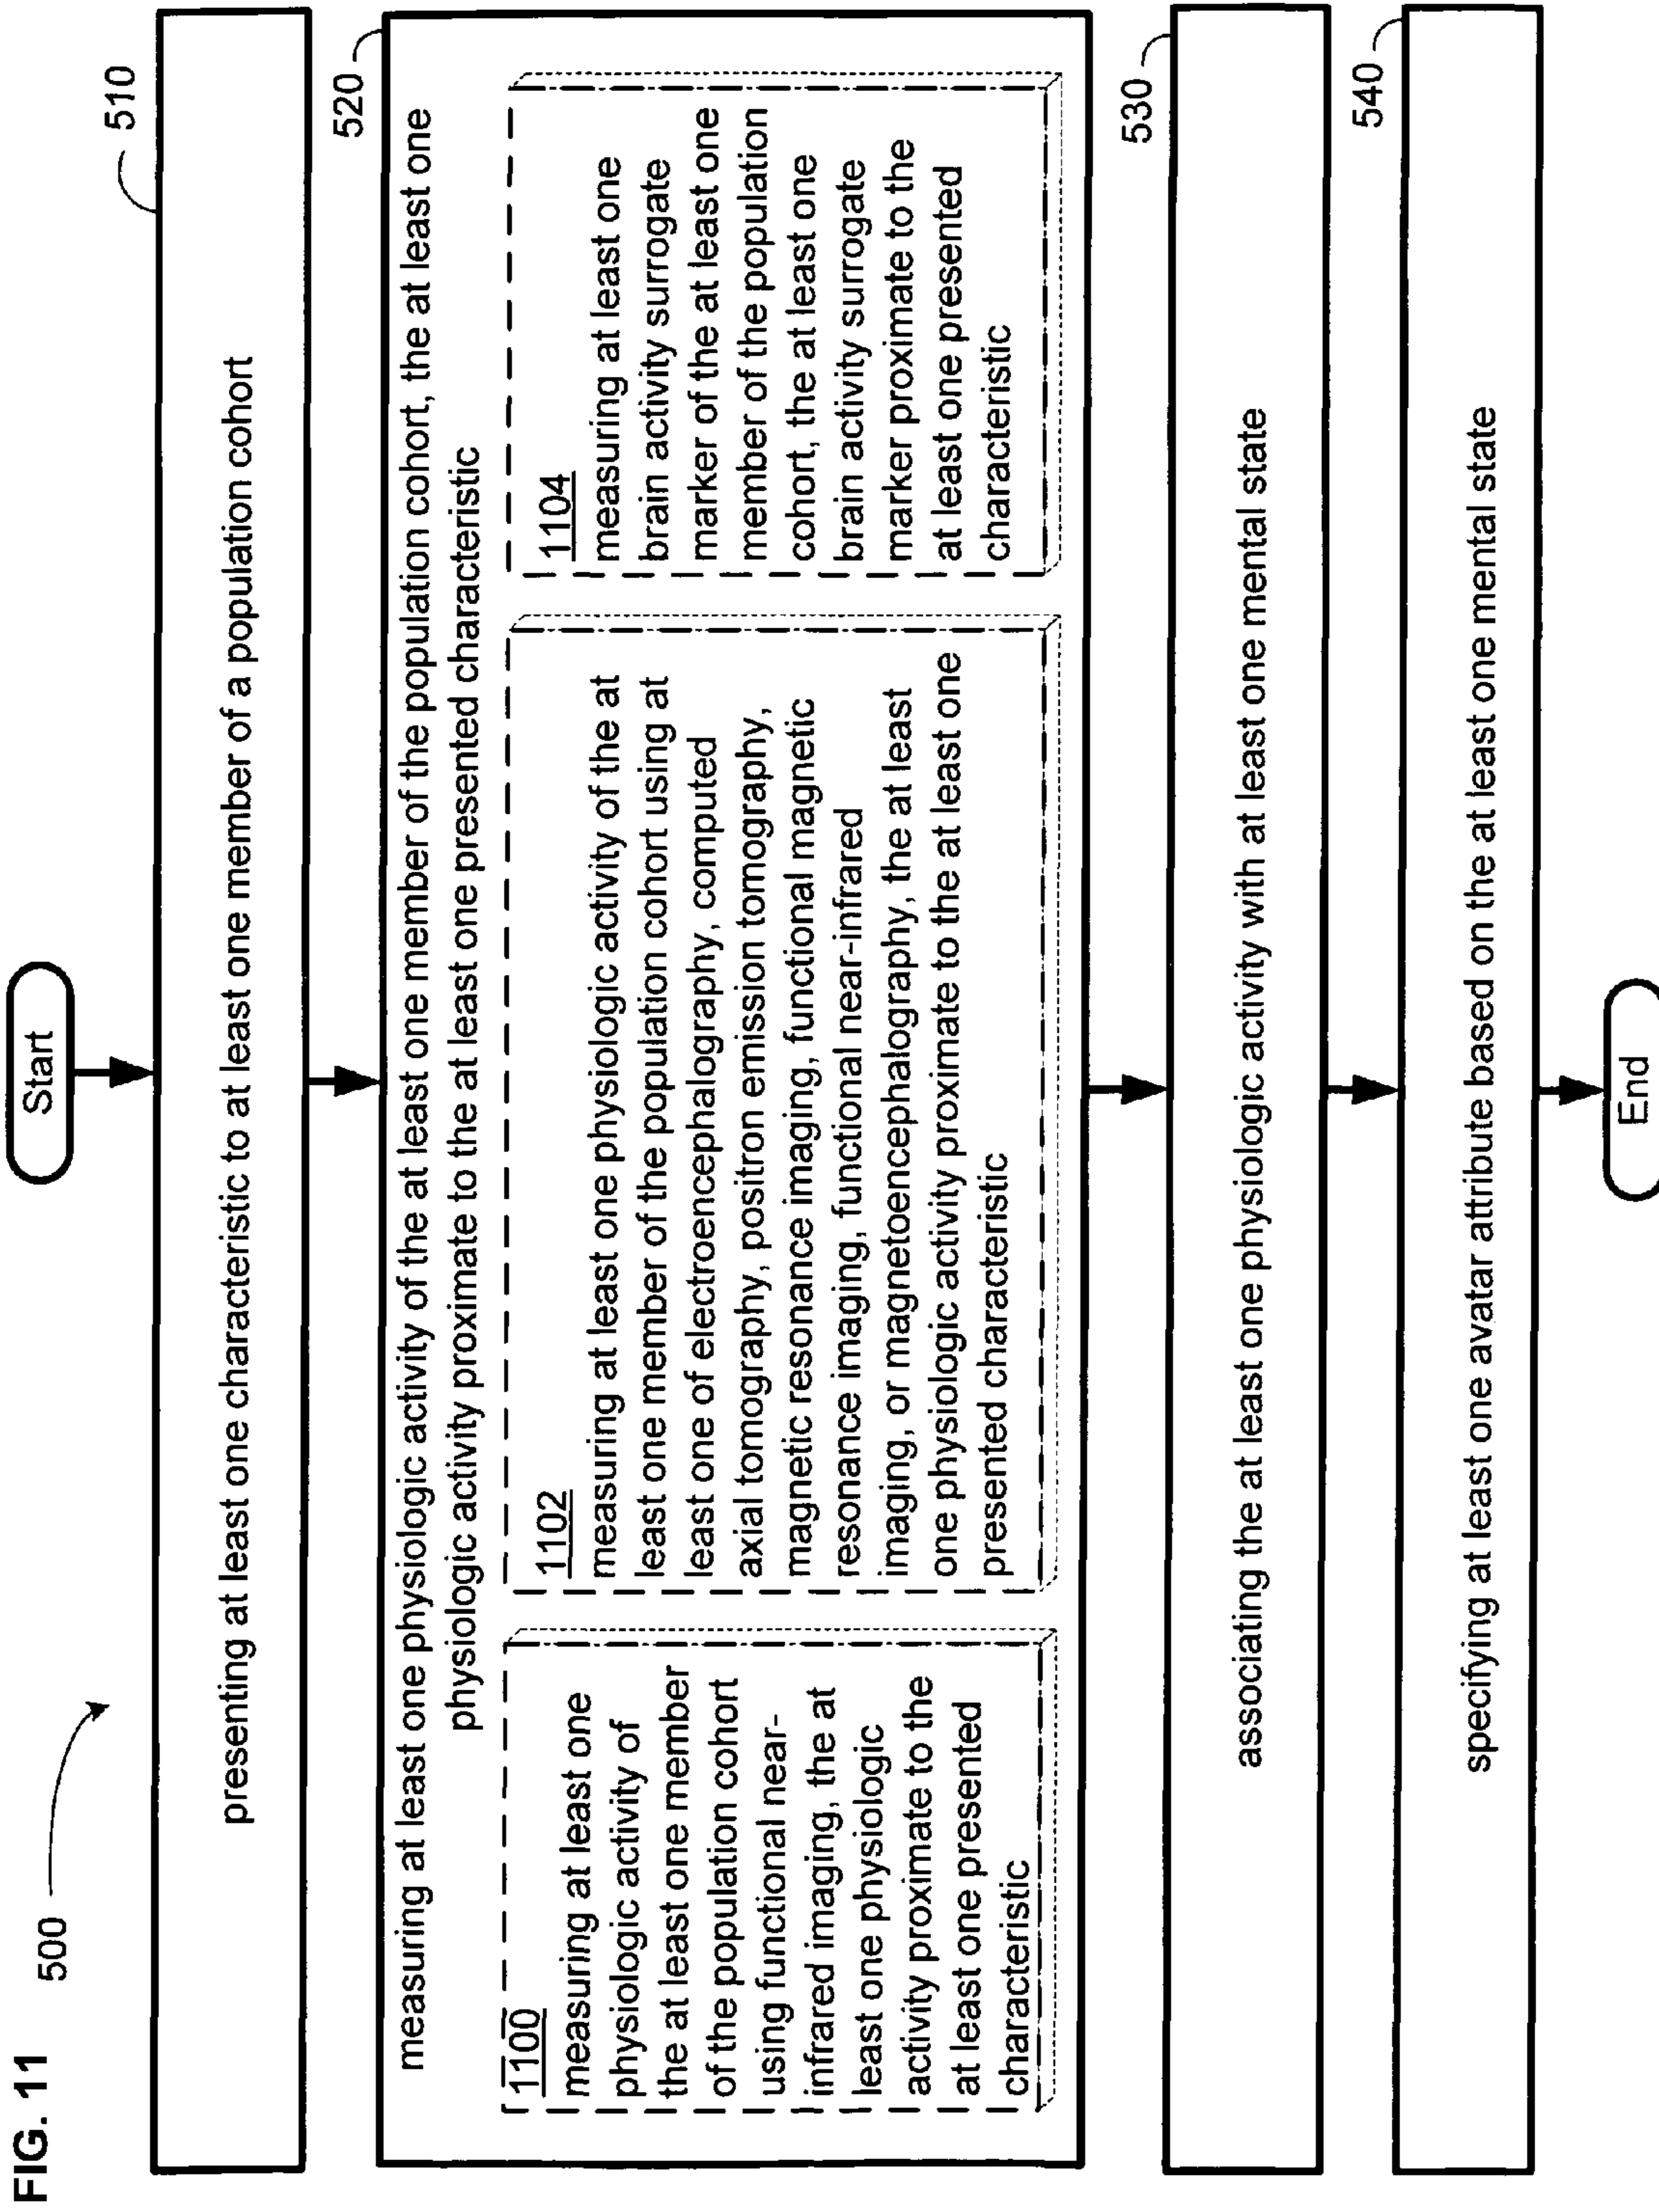 FIG. 11
500
Start
510
presenting at least one characteristic to at least one member of a population cohort
520
measuring at least one physiologic activity of the at least one member of the population cohort, the at least one
physiologic activity proximate to the at least one presented characteristic
1100
measuring at least one
physiologic activity of
the at least one member
of the population cohort
using functional near-
infrared imaging, the at
least one physiologic
activity proximate to the
at least one presented
characteristic
1102
measuring at least one physiologic activity of the at
least one member of the population cohort using at
least one of electroencephalography, computed
axial tomography, positron emission tomography,
magnetic resonance imaging, functional magnetic
resonance imaging, functional near-infrared
imaging, or magnetoencephalography, the at least
one physiologic activity proximate to the at least one
presented characteristic
1104
measuring at least one
brain activity surrogate
marker of the at least one
member of the population
cohort, the at least one
brain activity surrogate
marker proximate to the
at least one presented
characteristic
530
associating the at least one physiologic activity with at least one mental state
540
specifying at least one avatar attribute based on the at least one mental state
End